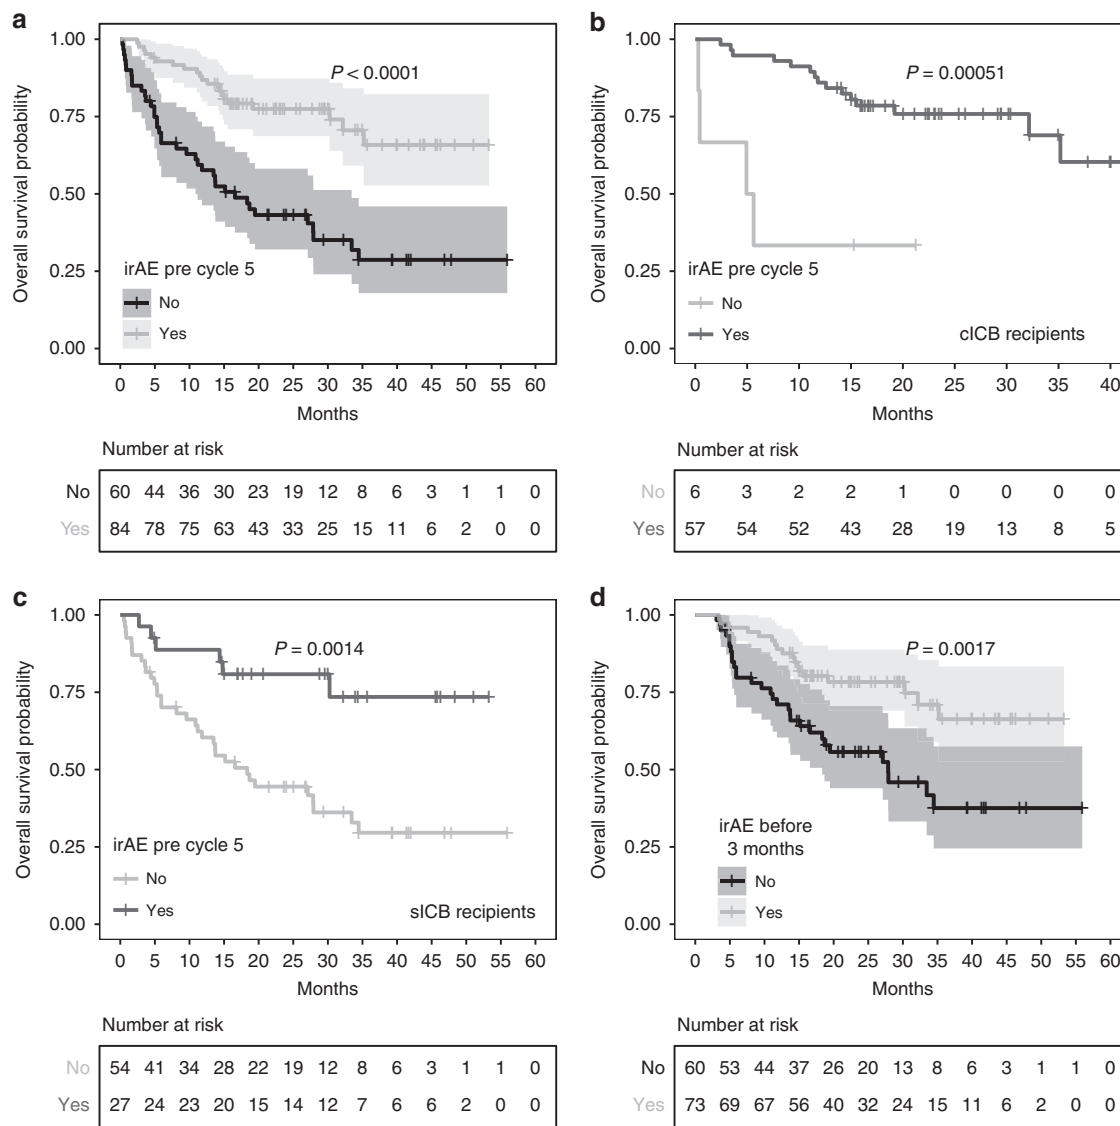 a
1.00
0.75
0.50
0.25
0.00
Overall survival probability
P < 0.0001
irAE pre cycle 5
No
Yes
0 5 10 15 20 25 30 35 40 45 50 55 60
Months
Number at risk
No 60 44 36 30 23 19 12 8 6 3 1 1 0
Yes 84 78 75 63 43 33 25 15 11 6 2 0 0
b
1.00
0.75
0.50
0.25
0.00
Overall survival probability
P = 0.00051
irAE pre cycle 5
No
Yes
cICB recipients
0 5 10 15 20 25 30 35 40
Months
Number at risk
No 6 3 2 2 1 0 0 0 0
Yes 57 54 52 43 28 19 13 8 5
c
1.00
0.75
0.50
0.25
0.00
Overall survival probability
P = 0.0014
irAE pre cycle 5
No
Yes
sICB recipients
0 5 10 15 20 25 30 35 40 45 50 55 60
Months
Number at risk
No 54 41 34 28 22 19 12 8 6 3 1 1 0
Yes 27 24 23 20 15 14 12 7 6 6 2 0 0
d
1.00
0.75
0.50
0.25
0.00
Overall survival probability
P = 0.0017
irAE before
3 months
No
Yes
0 5 10 15 20 25 30 35 40 45 50 55 60
Months
Number at risk
No 60 53 44 37 26 20 13 8 6 3 1 1 0
Yes 73 69 67 56 40 32 24 15 11 6 2 0 0